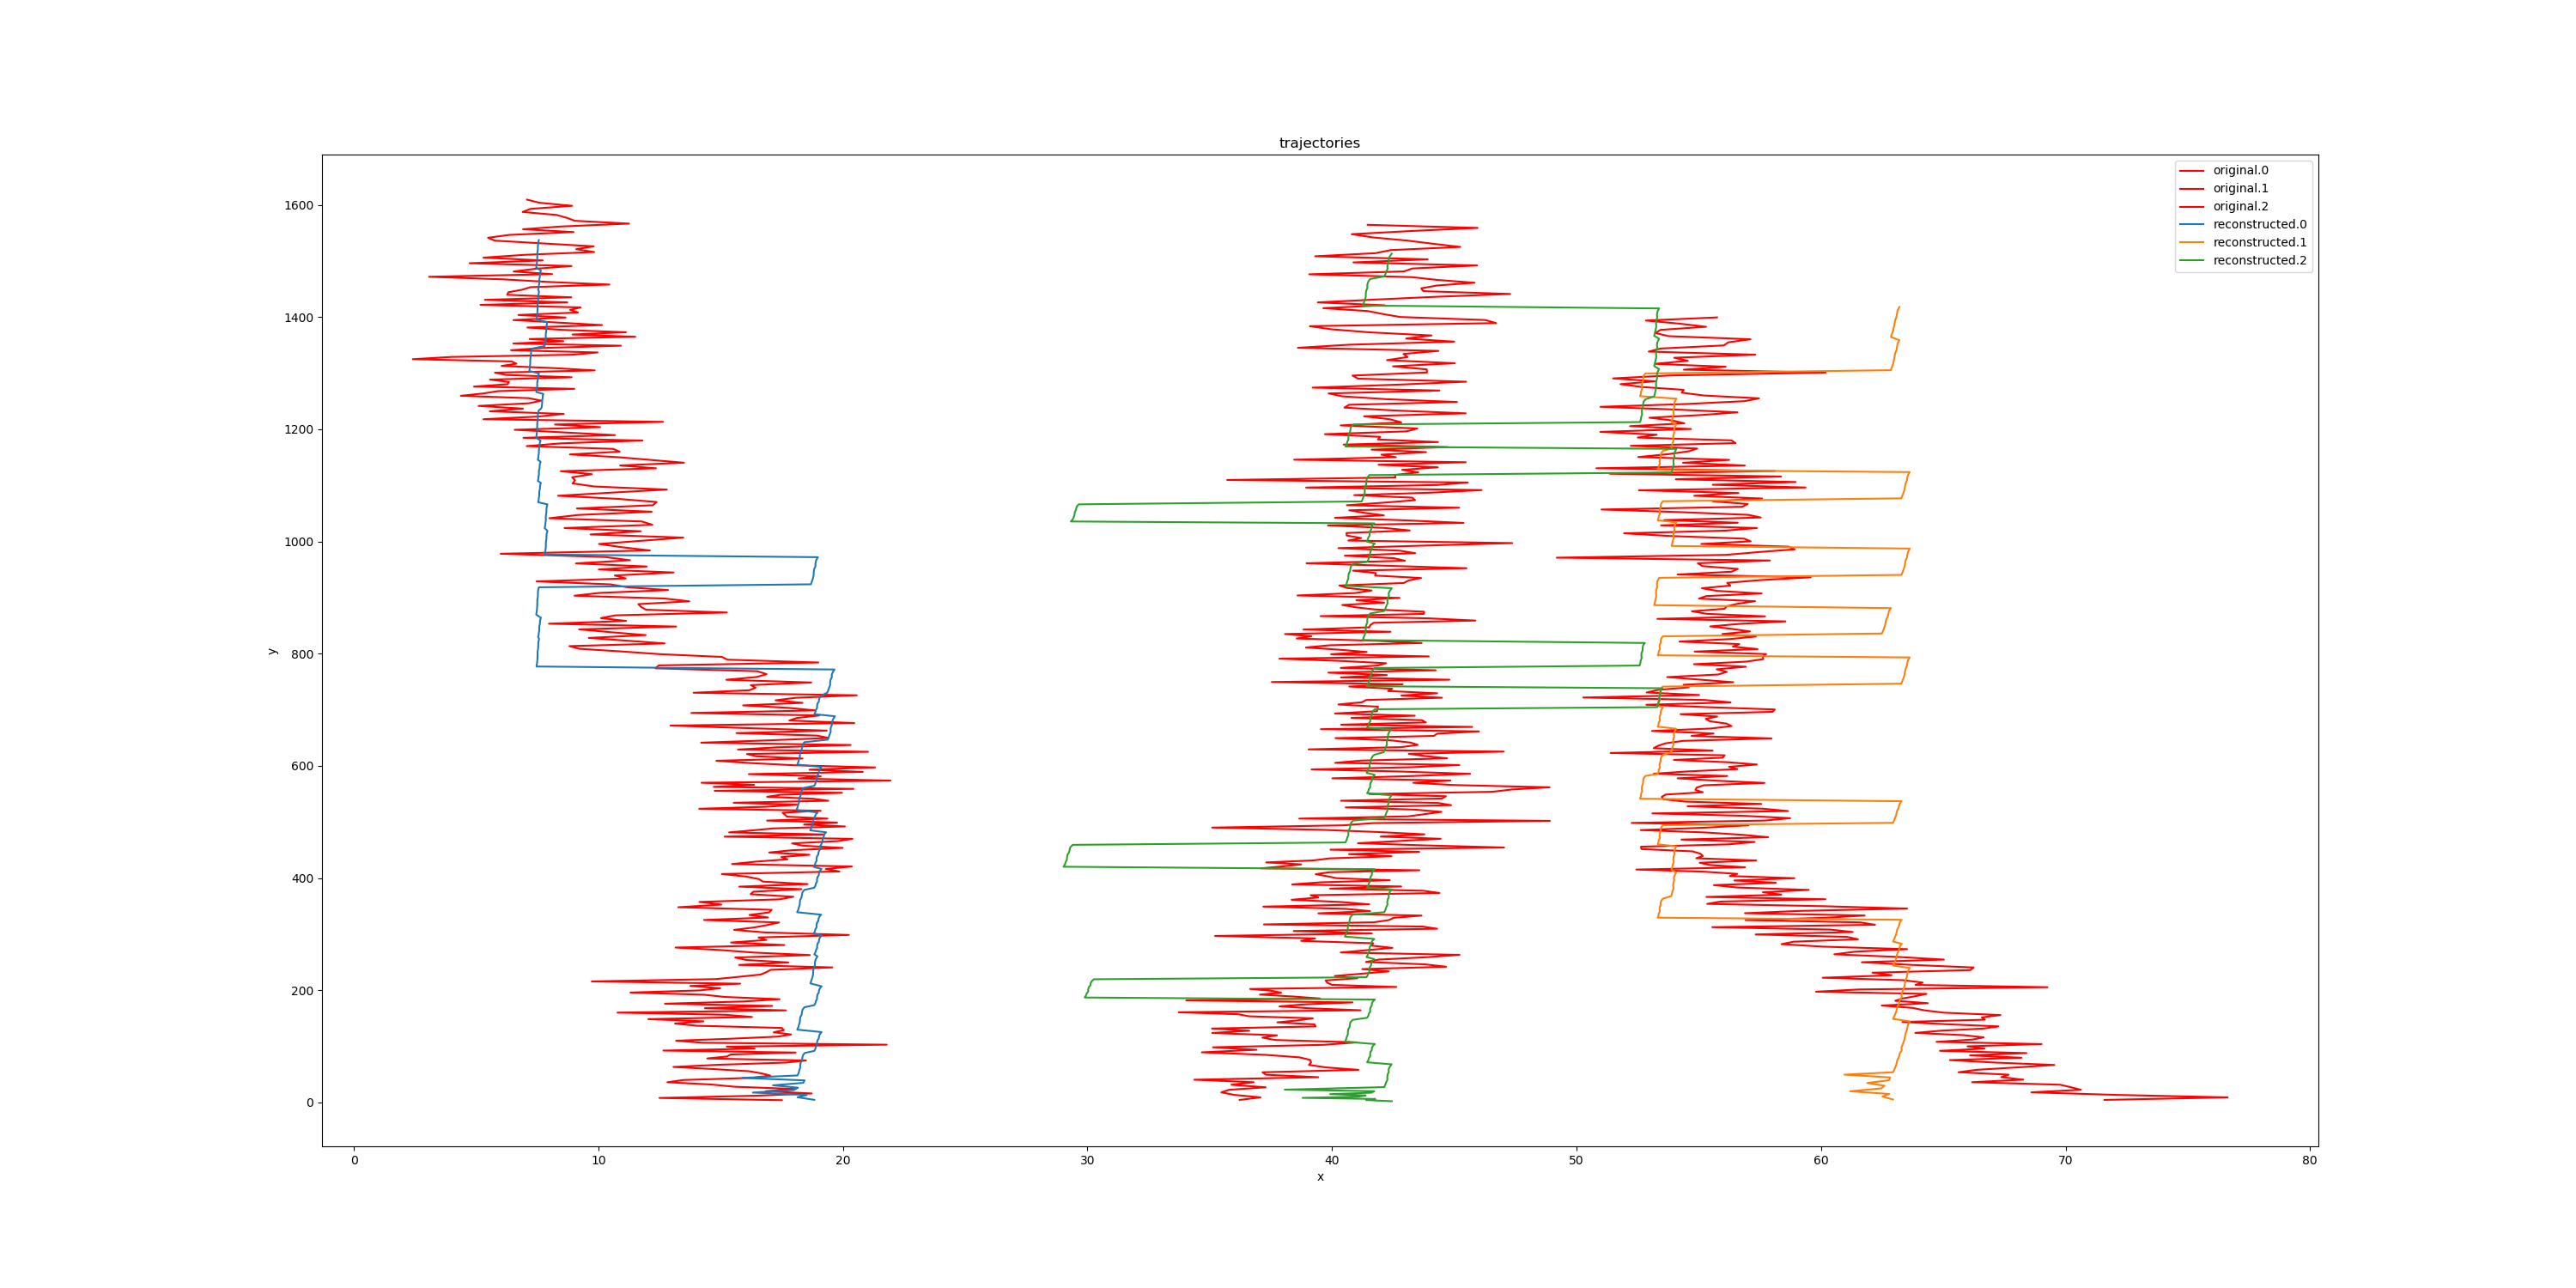 trajectories
original.0
original.1
original.2
reconstructed.0
reconstructed.1
reconstructed.2
1600
1400
1200
1000
800
600
400
200
0
y
0 10 20 30 40 50 60 70 80
x